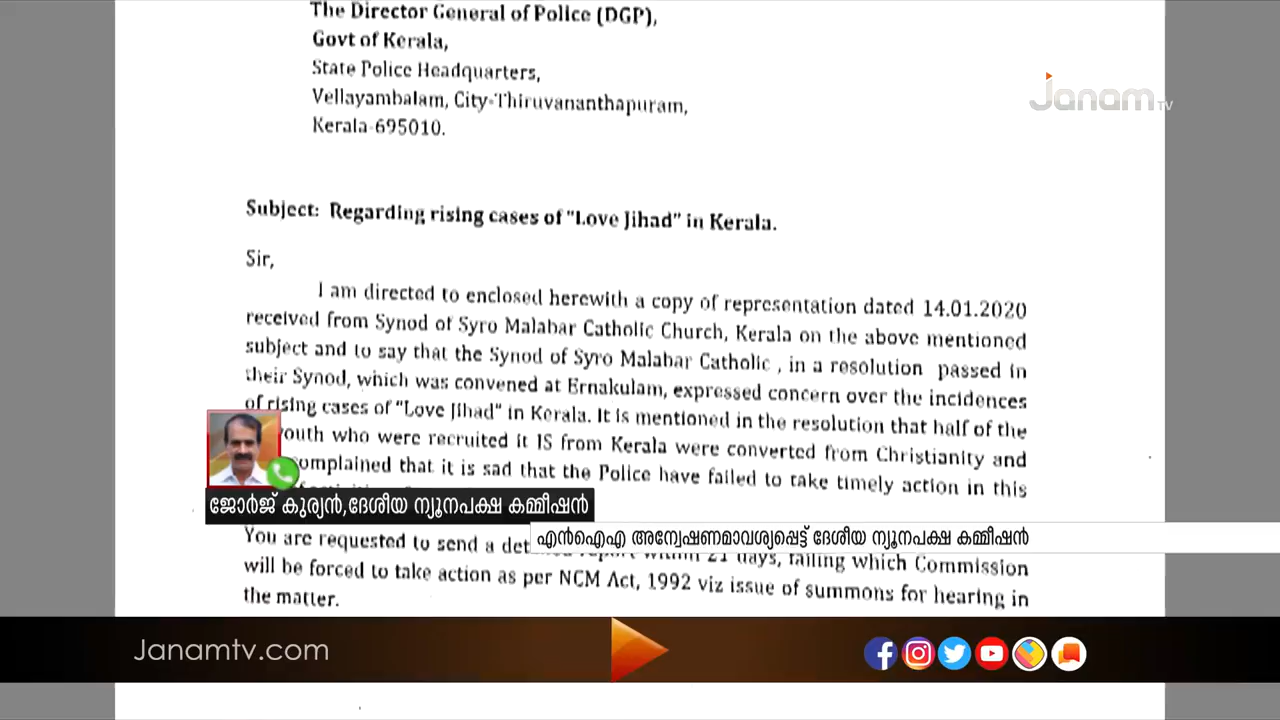 The Director General of Police (DGP),
Govt of Kerala,
State Police Headquarters,
Vellayambalam, City-Thiruvananthapuram,
Kerala-695010.
Janam TV
Subject: Regarding rising cases of "Love Jihad" in Kerala.
Sir,
I am directed to enclosed herewith a copy of representation dated 14.01.2020
received from Synod of Syro Malabar Catholic Church, Kerala on the above mentioned
subject and to say that the Synod of Syro Malabar Catholic , in a resolution passed in
their Synod, which was convened at Ernakulam, expressed concern over the incidences
of rising cases of "Love Jihad" in Kerala. It is mentioned in the resolution that half of the
youth who were recruited it IS from Kerala were converted from Christianity and
complained that it is sad that the Police have failed to take timely action in this
ജോർജ് കുര്യൻ,ദേശീയ ന്യൂനപക്ഷ കമ്മീഷൻ
എൻഐഎ അന്വേഷണമാവശ്യപ്പെട്ട് ദേശീയ ന്യൂനപക്ഷ കമ്മീഷൻ
You are requested to send a report within 21 days, failing which Commission
will be forced to take action as per NCM Act, 1992 viz issue of summons for hearing in
the matter.
Janamtv.com